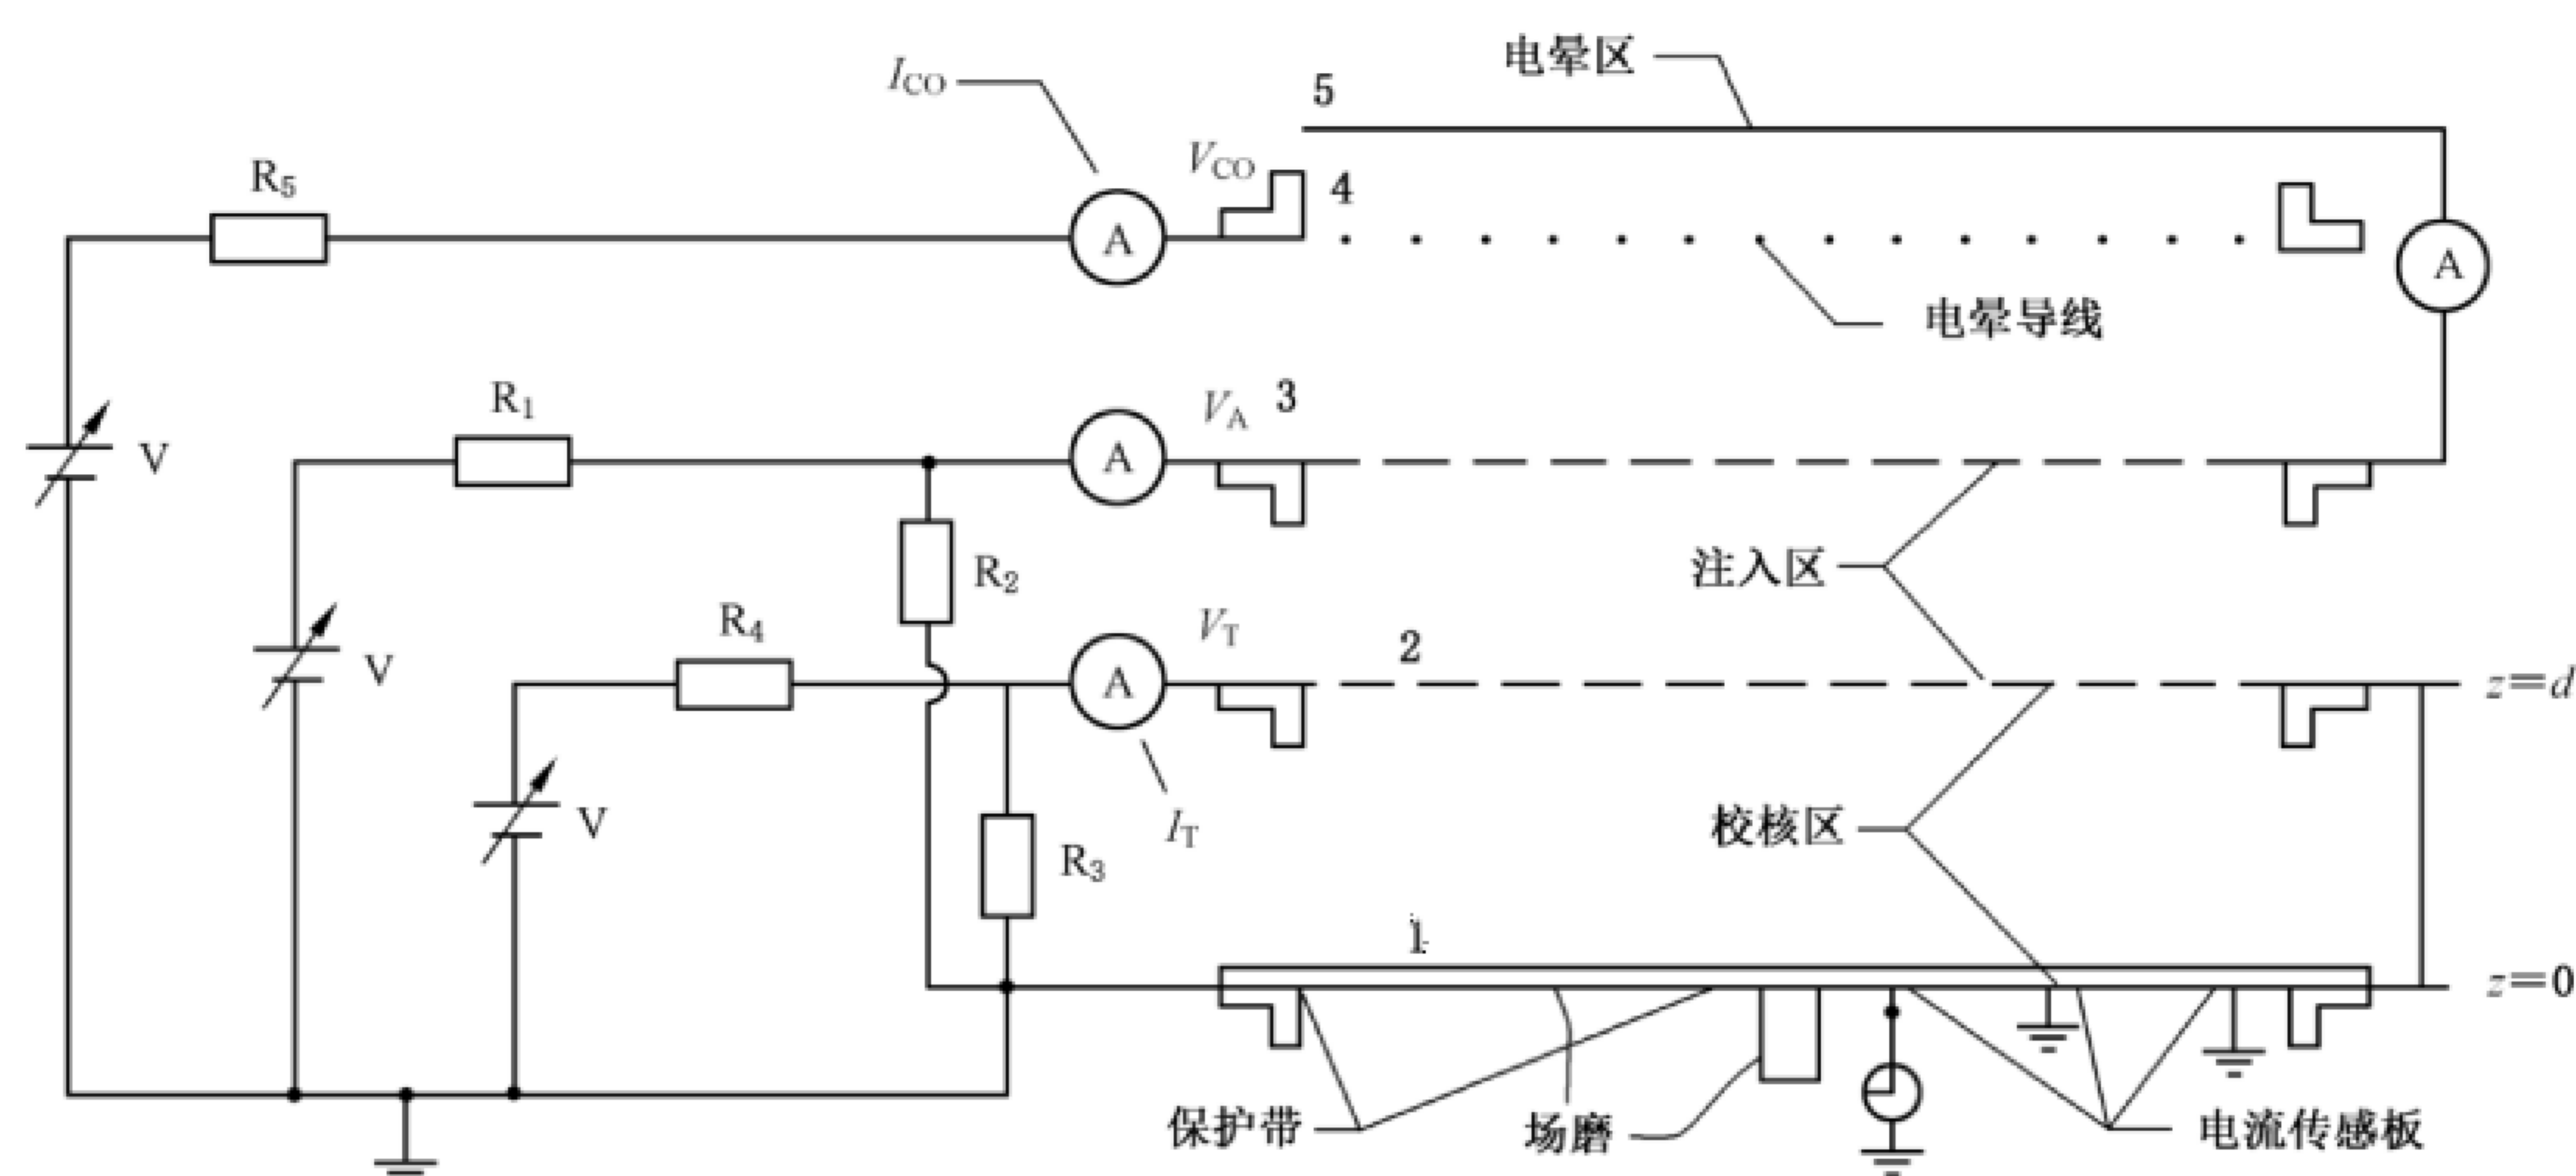 电晕区
I_CO
5
V_CO
4
R5
A
A
电晕导线
R1
V_A
3
V
A
R2
注入区
R4
V_T
2
V
A
z=d
V
I_T
校核区
R3
1
z=0
保护带
场磨
电流传感板